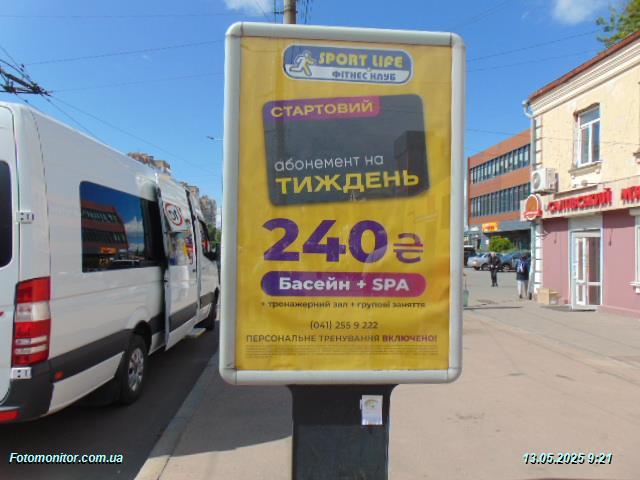 SPORT LIFE
ФІТНЕС КЛУБ
СТАРТОВИЙ
абонемент на
ТИЖДЕНЬ
240₴
Басейн + SPA
+ тренажерний зал + групові заняття
(041) 255 9 222
ПЕРСОНАЛЬНЕ ТРЕНУВАННЯ ВКЛЮЧЕНО!
Fotomonitor.com.ua
13.05.2025 9:21